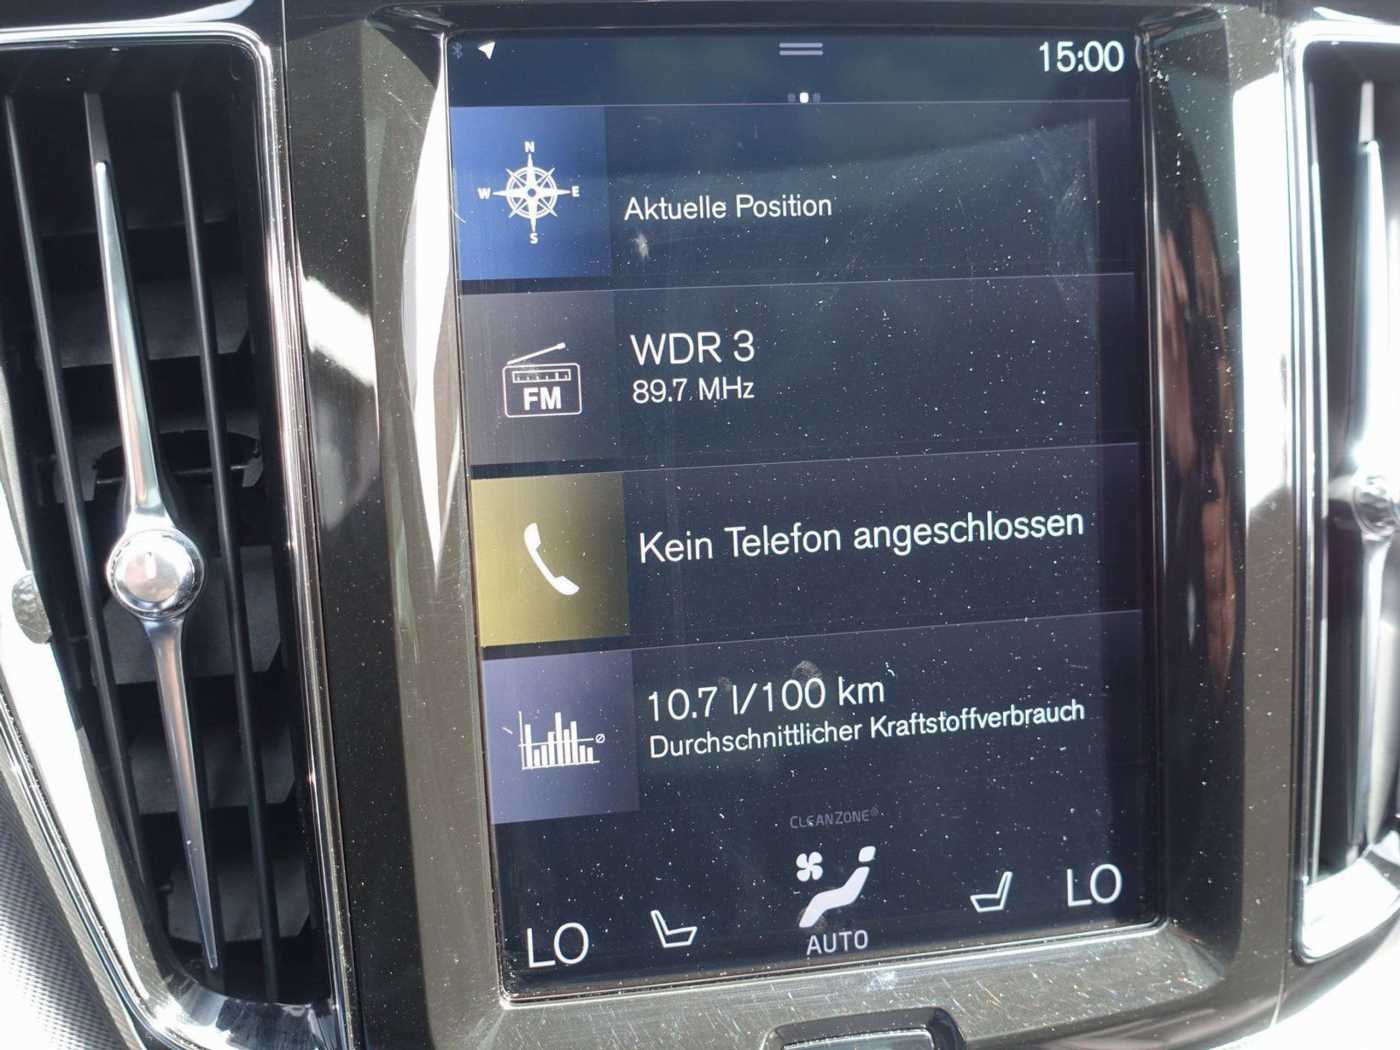 15:00
N
W E
S
Aktuelle Position
WDR 3
89.7 MHz
FM
Kein Telefon angeschlossen
10.7 l/100 km
Durchschnittlicher Kraftstoffverbrauch
Ø
CLEANZONE®
LO
LO
AUTO